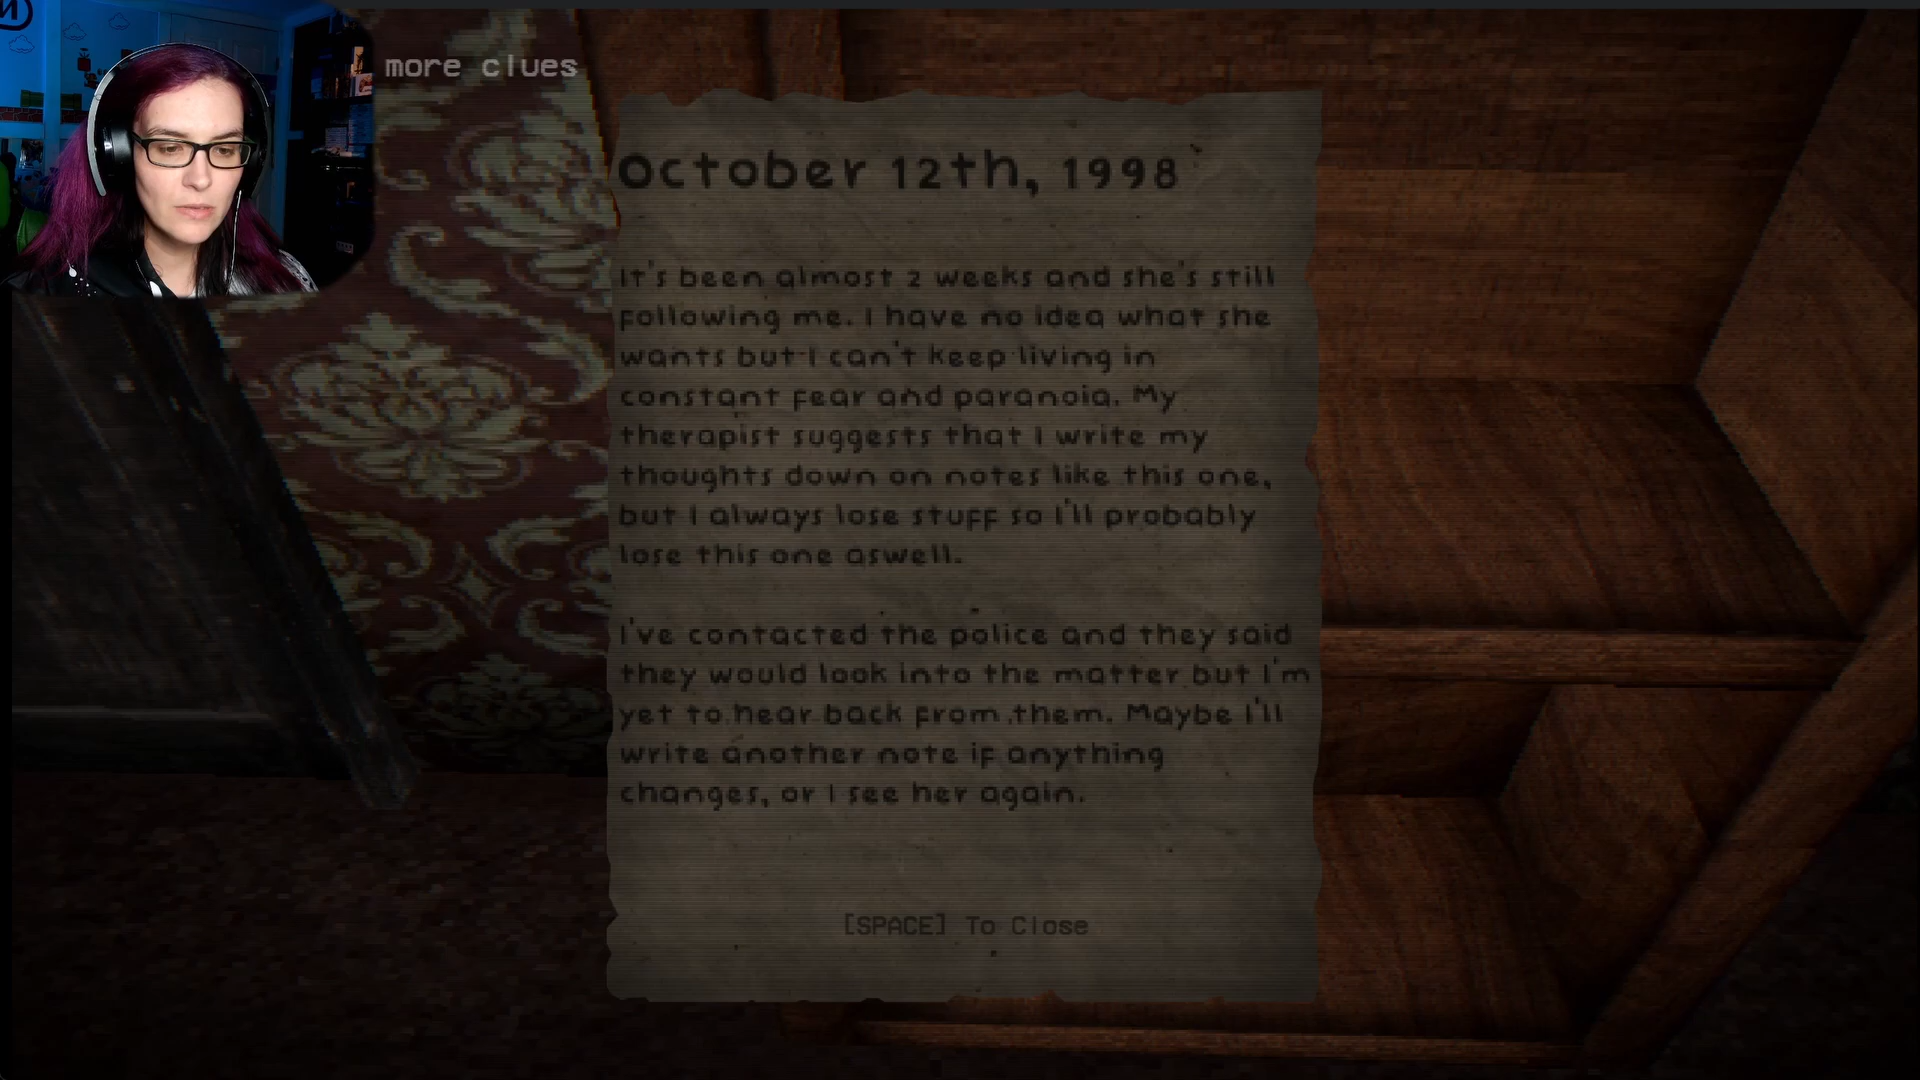 more clues
October 12th, 1998
It's been almost 2 weeks and she's still
following me. I have no idea what she
wants but I can't keep living in
constant fear and paranoia. My
therapist suggests that I write my
thoughts down on notes like this one,
but I always lose stuff so I'll probably
lose this one aswell.
I've contacted the police and they said
they would look into the matter but I'm
yet to hear back from them. Maybe I'll
write another note if anything
changes, or I see her again.
[SPACE] To Close